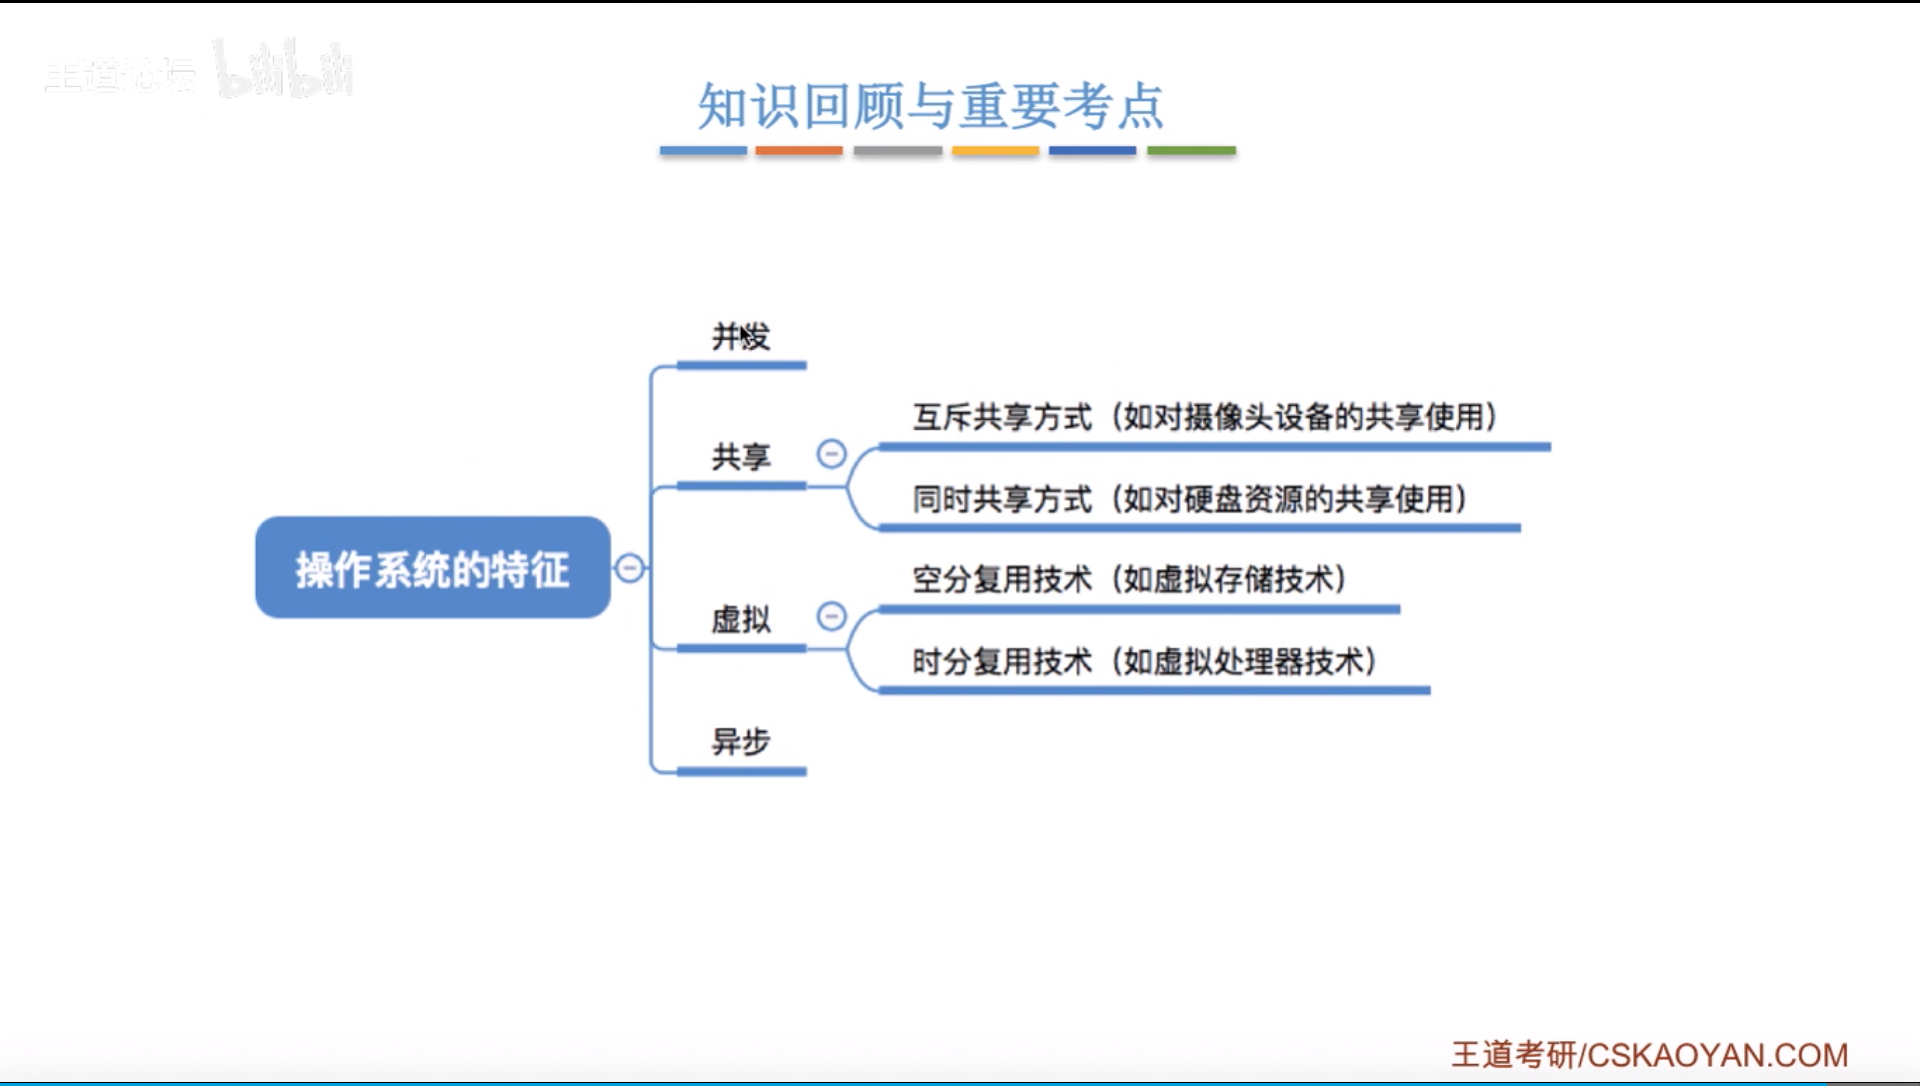 王道论坛 bilibili
知识回顾与重要考点
并发
互斥共享方式（如对摄像头设备的共享使用）
共享
同时共享方式（如对硬盘资源的共享使用）
操作系统的特征
空分复用技术（如虚拟存储技术）
虚拟
时分复用技术（如虚拟处理器技术）
异步
王道考研/CSKAOYAN.COM